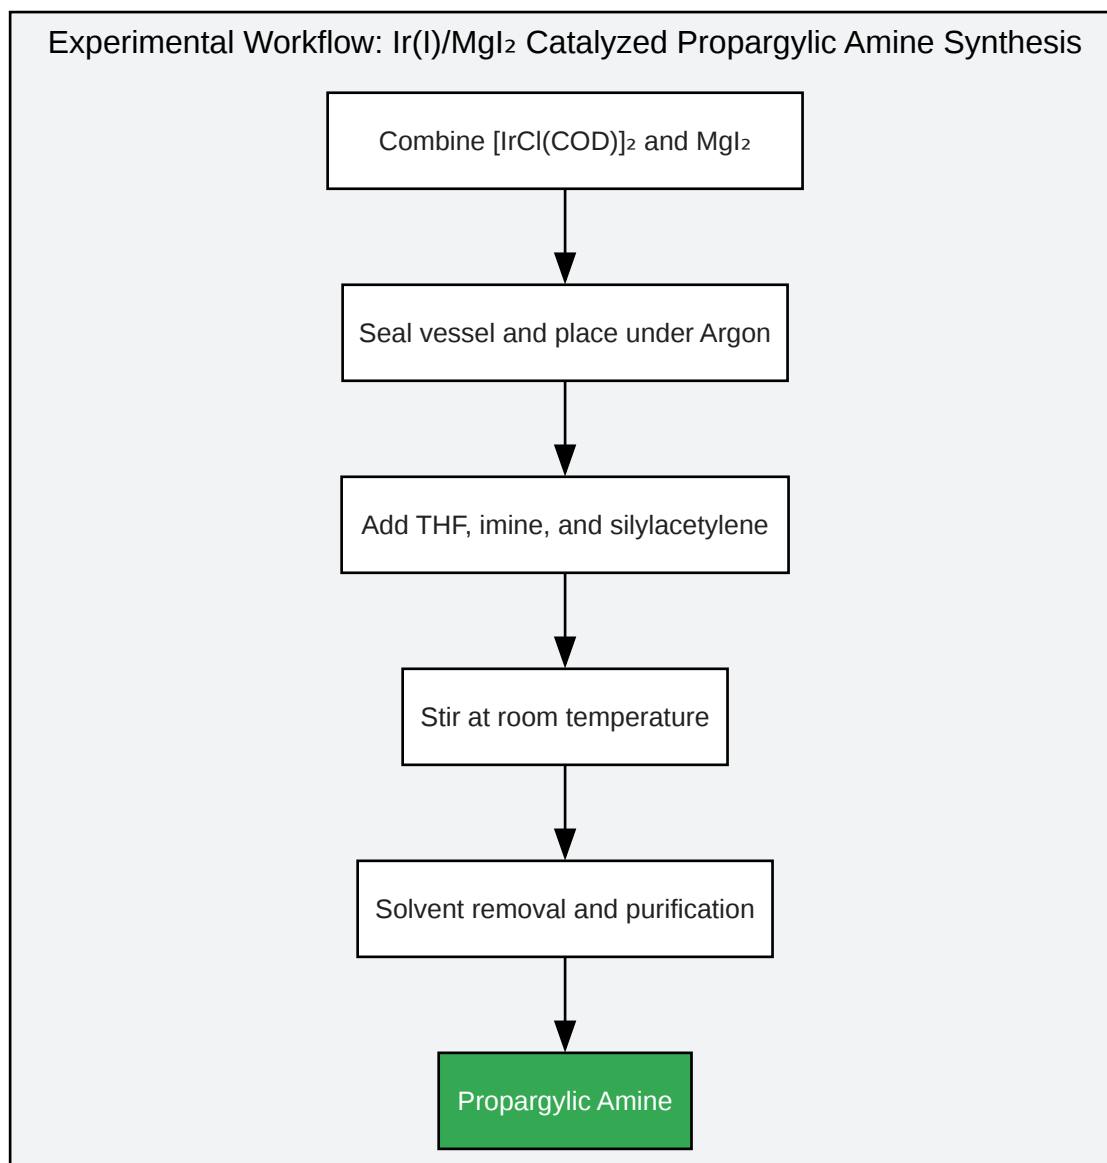 Experimental Workflow: Ir(I)/MgI₂ Catalyzed Propargylic Amine Synthesis
Combine [IrCl(COD)]₂ and MgI₂
Seal vessel and place under Argon
Add THF, imine, and silylacetylene
Stir at room temperature
Solvent removal and purification
Propargylic Amine